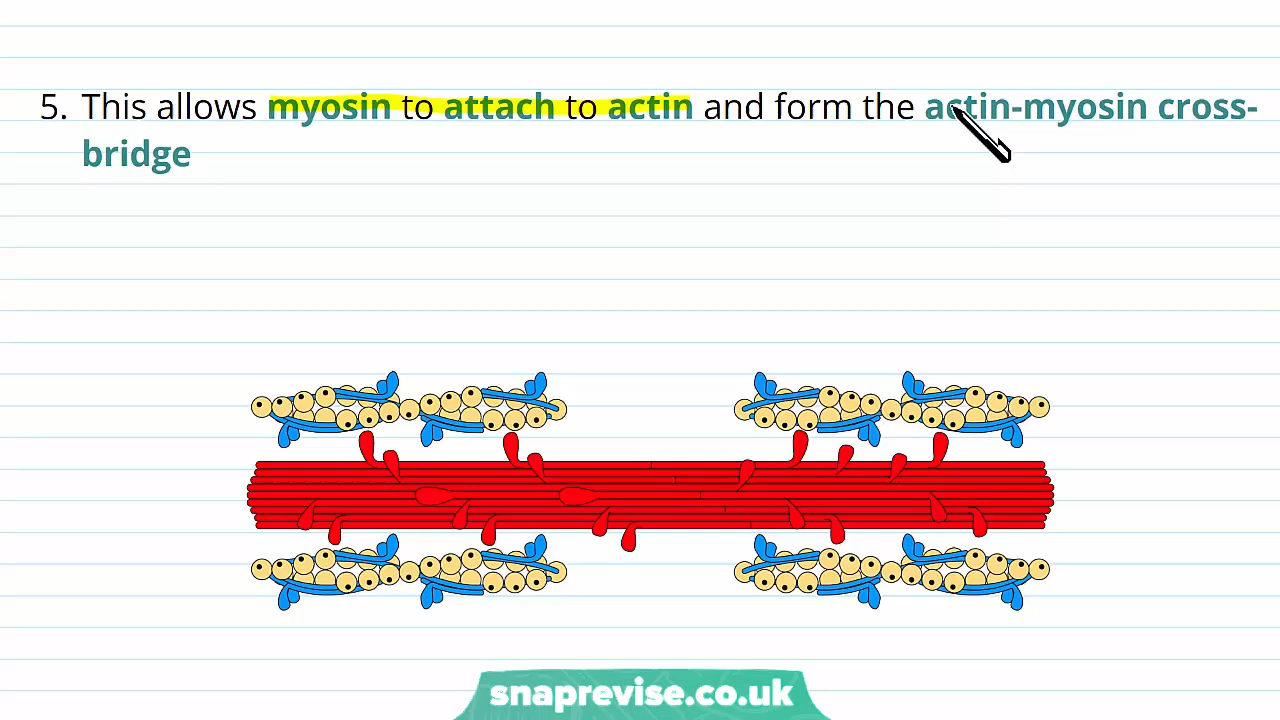 5. This allows myosin to attach to actin and form the actin-myosin cross-
bridge
snaprevise.co.uk